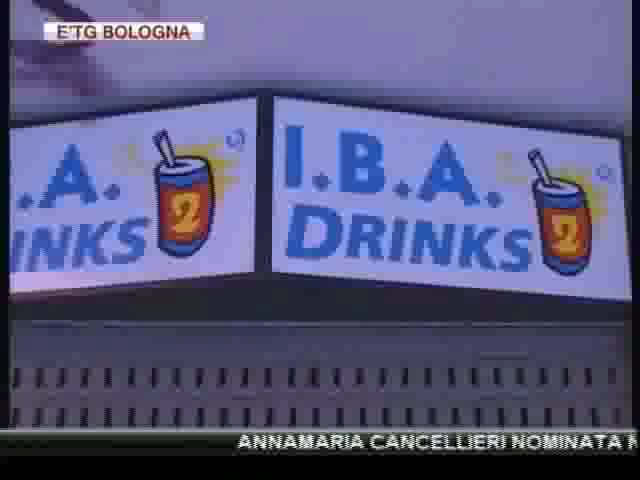 E'TG BOLOGNA
.A.
INKS
2
I.B.A.
DRINKS
2
ANNAMARIA CANCELLIERI NOMINATA